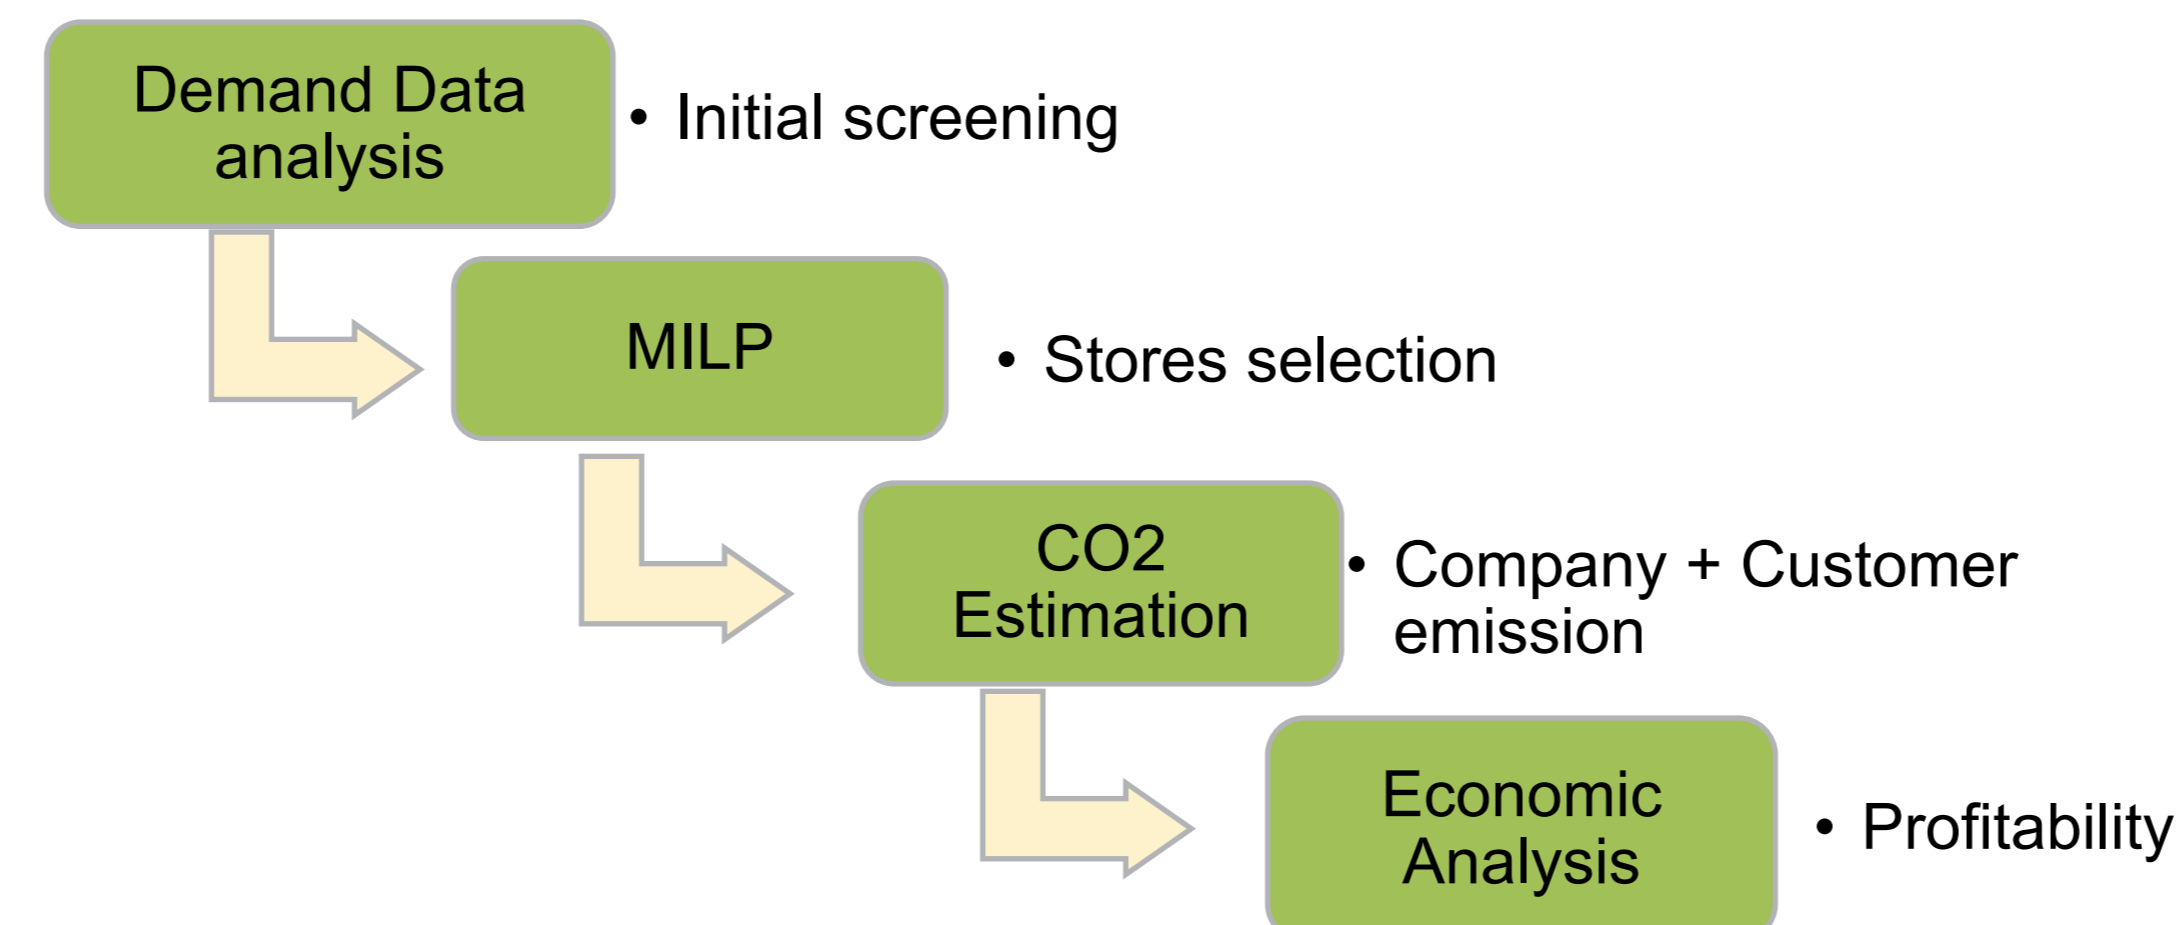 Demand Data
analysis
• Initial screening
MILP
• Stores selection
CO2
Estimation
• Company + Customer
emission
Economic
Analysis
• Profitability